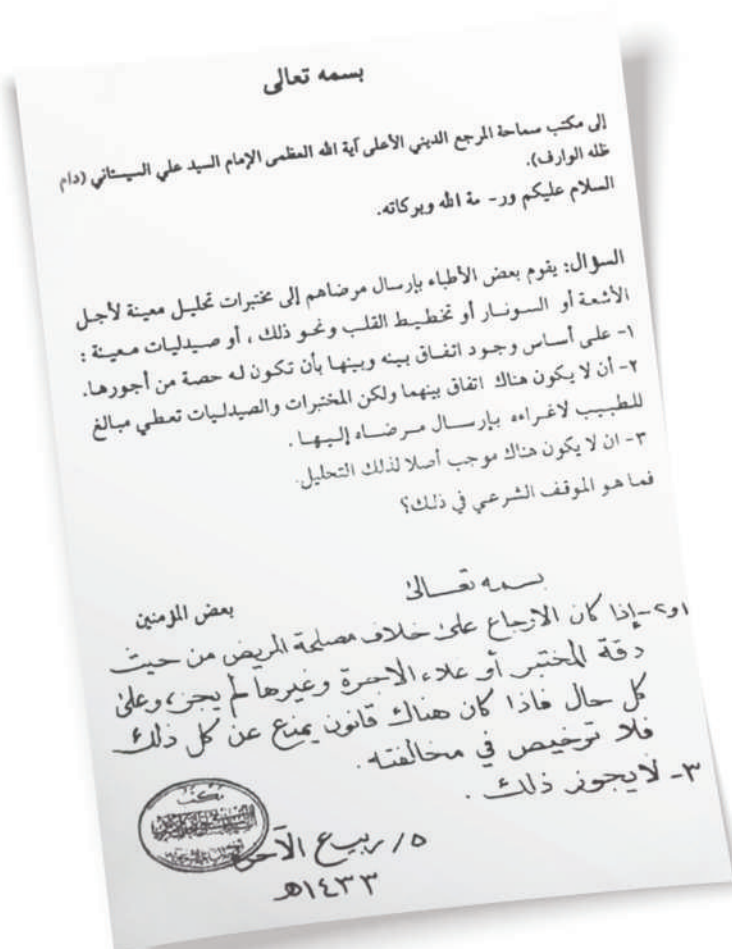 بسمه تعالى
إلى مكتب سماحة المرجع الديني الأعلى آية الله العظمى الإمام السيد علي السيستاني (دام
ظله الوارف).
السلام عليكم ور- مة الله وبركاته.
السؤال: يقوم بعض الأطباء بإرسال مرضاهم إلى مختبرات تحليل معينة لأجل
الأشعة أو السونار أو تخطيط القلب ونحو ذلك ، أو صيدليات معينة :
١- على أساس وجود اتفاق بينه وبينها بأن تكون له حصة من أجورها.
٢- أن لا يكون هناك اتفاق بينهما ولكن المختبرات والصيدليات تعطي مبالغ
للطبيب لاغراءه بإرسال مرضاه إليها .
٣- ان لا يكون هناك موجب أصلا لذلك التحليل.
فما هو الموقف الشرعي في ذلك؟
بعض المؤمنين
بسمه تعالى
١و٢-إذا كان الارجاع على خلاف مصلحة المريض من حيث
دقة المختبر أو غلاء الاجرة وغيرها لم يجز، وعلى
كل حال فاذا كان هناك قانون يمنع عن كل ذلك
فلا ترخيص في مخالفته .
٣- لايجوز ذلك .
مكتب
٥/ ربيع الآخر
١٤٣٣هـ